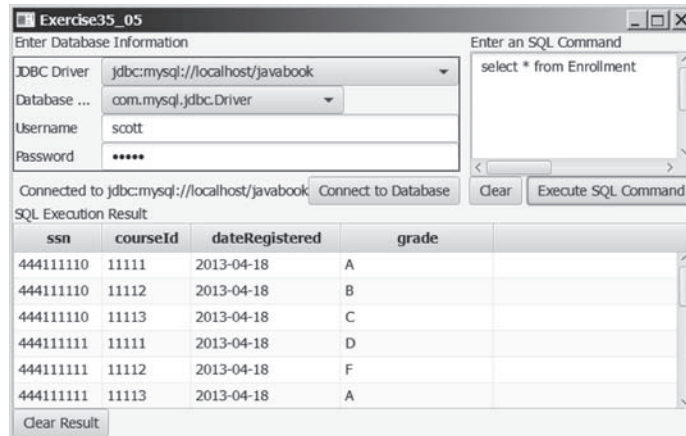 Exercise35_05
Enter Database Information
JDBC Driver jdbc:mysql://localhost/javabook
Database ... com.mysql.jdbc.Driver
Username scott
Password •••••
Connected to jdbc:mysql://localhost/javabook Connect to Database
Enter an SQL Command
select * from Enrollment
Clear Execute SQL Command
SQL Execution Result
ssn courseId dateRegistered grade
444111110 11111 2013-04-18 A
444111110 11112 2013-04-18 B
444111110 11113 2013-04-18 C
444111111 11111 2013-04-18 D
444111111 11112 2013-04-18 F
444111111 11113 2013-04-18 A
Clear Result